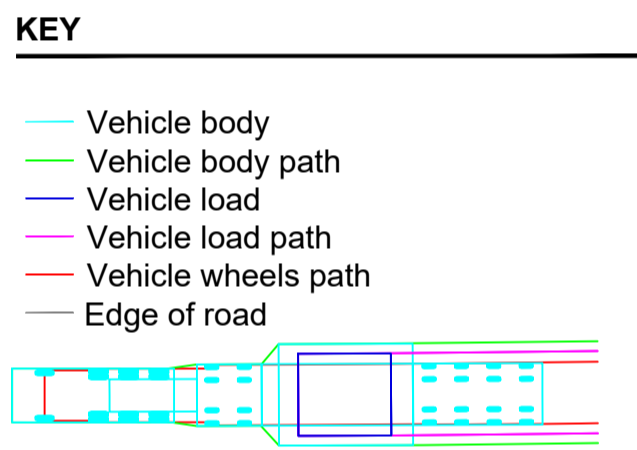 KEY
Vehicle body
Vehicle body path
Vehicle load
Vehicle load path
Vehicle wheels path
Edge of road